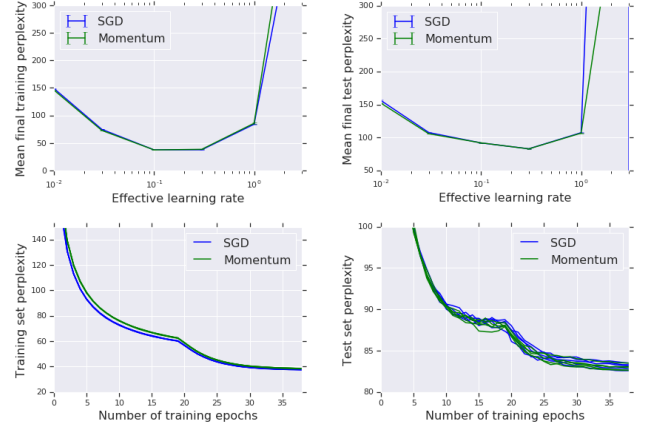 Mean final training perplexity
300
250
200
150
100
50
0
SGD
Momentum
10⁻²
10⁻¹
10⁰
Effective learning rate
Mean final test perplexity
300
250
200
150
100
50
SGD
Momentum
10⁻²
10⁻¹
10⁰
Effective learning rate
Training set perplexity
140
120
100
80
60
40
20
SGD
Momentum
0 5 10 15 20 25 30 35
Number of training epochs
Test set perplexity
100
95
90
85
80
SGD
Momentum
0 5 10 15 20 25 30 35
Number of training epochs